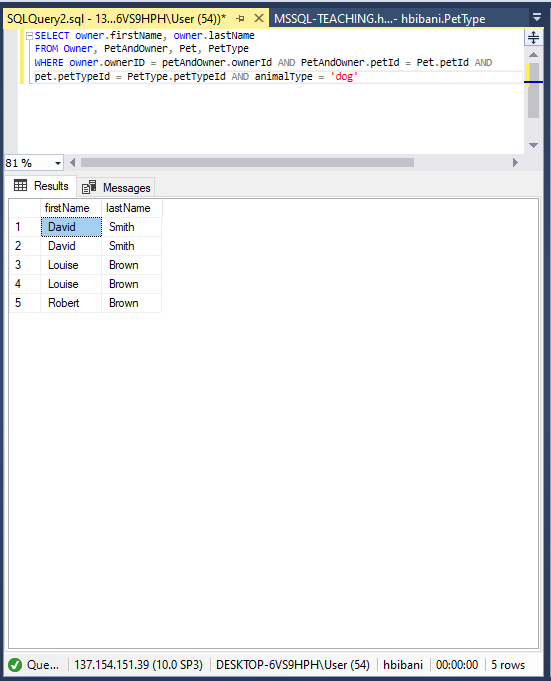 SQLQuery2.sql - 13...6VS9HPH\User (54))* MSSQL-TEACHING.h...- hbibani.PetType
SELECT owner.firstName, owner.lastName
FROM Owner, PetAndOwner, Pet, PetType
WHERE owner.ownerID = petAndOwner.ownerId AND PetAndOwner.petId = Pet.petId AND
pet.petTypeId = PetType.petTypeId AND animalType = 'dog'
81 %
Results Messages
firstName lastName
1 David Smith
2 David Smith
3 Louise Brown
4 Louise Brown
5 Robert Brown
Que... 137.154.151.39 (10.0 SP3) DESKTOP-6VS9HPH\User (54) hbibani 00:00:00 5 rows